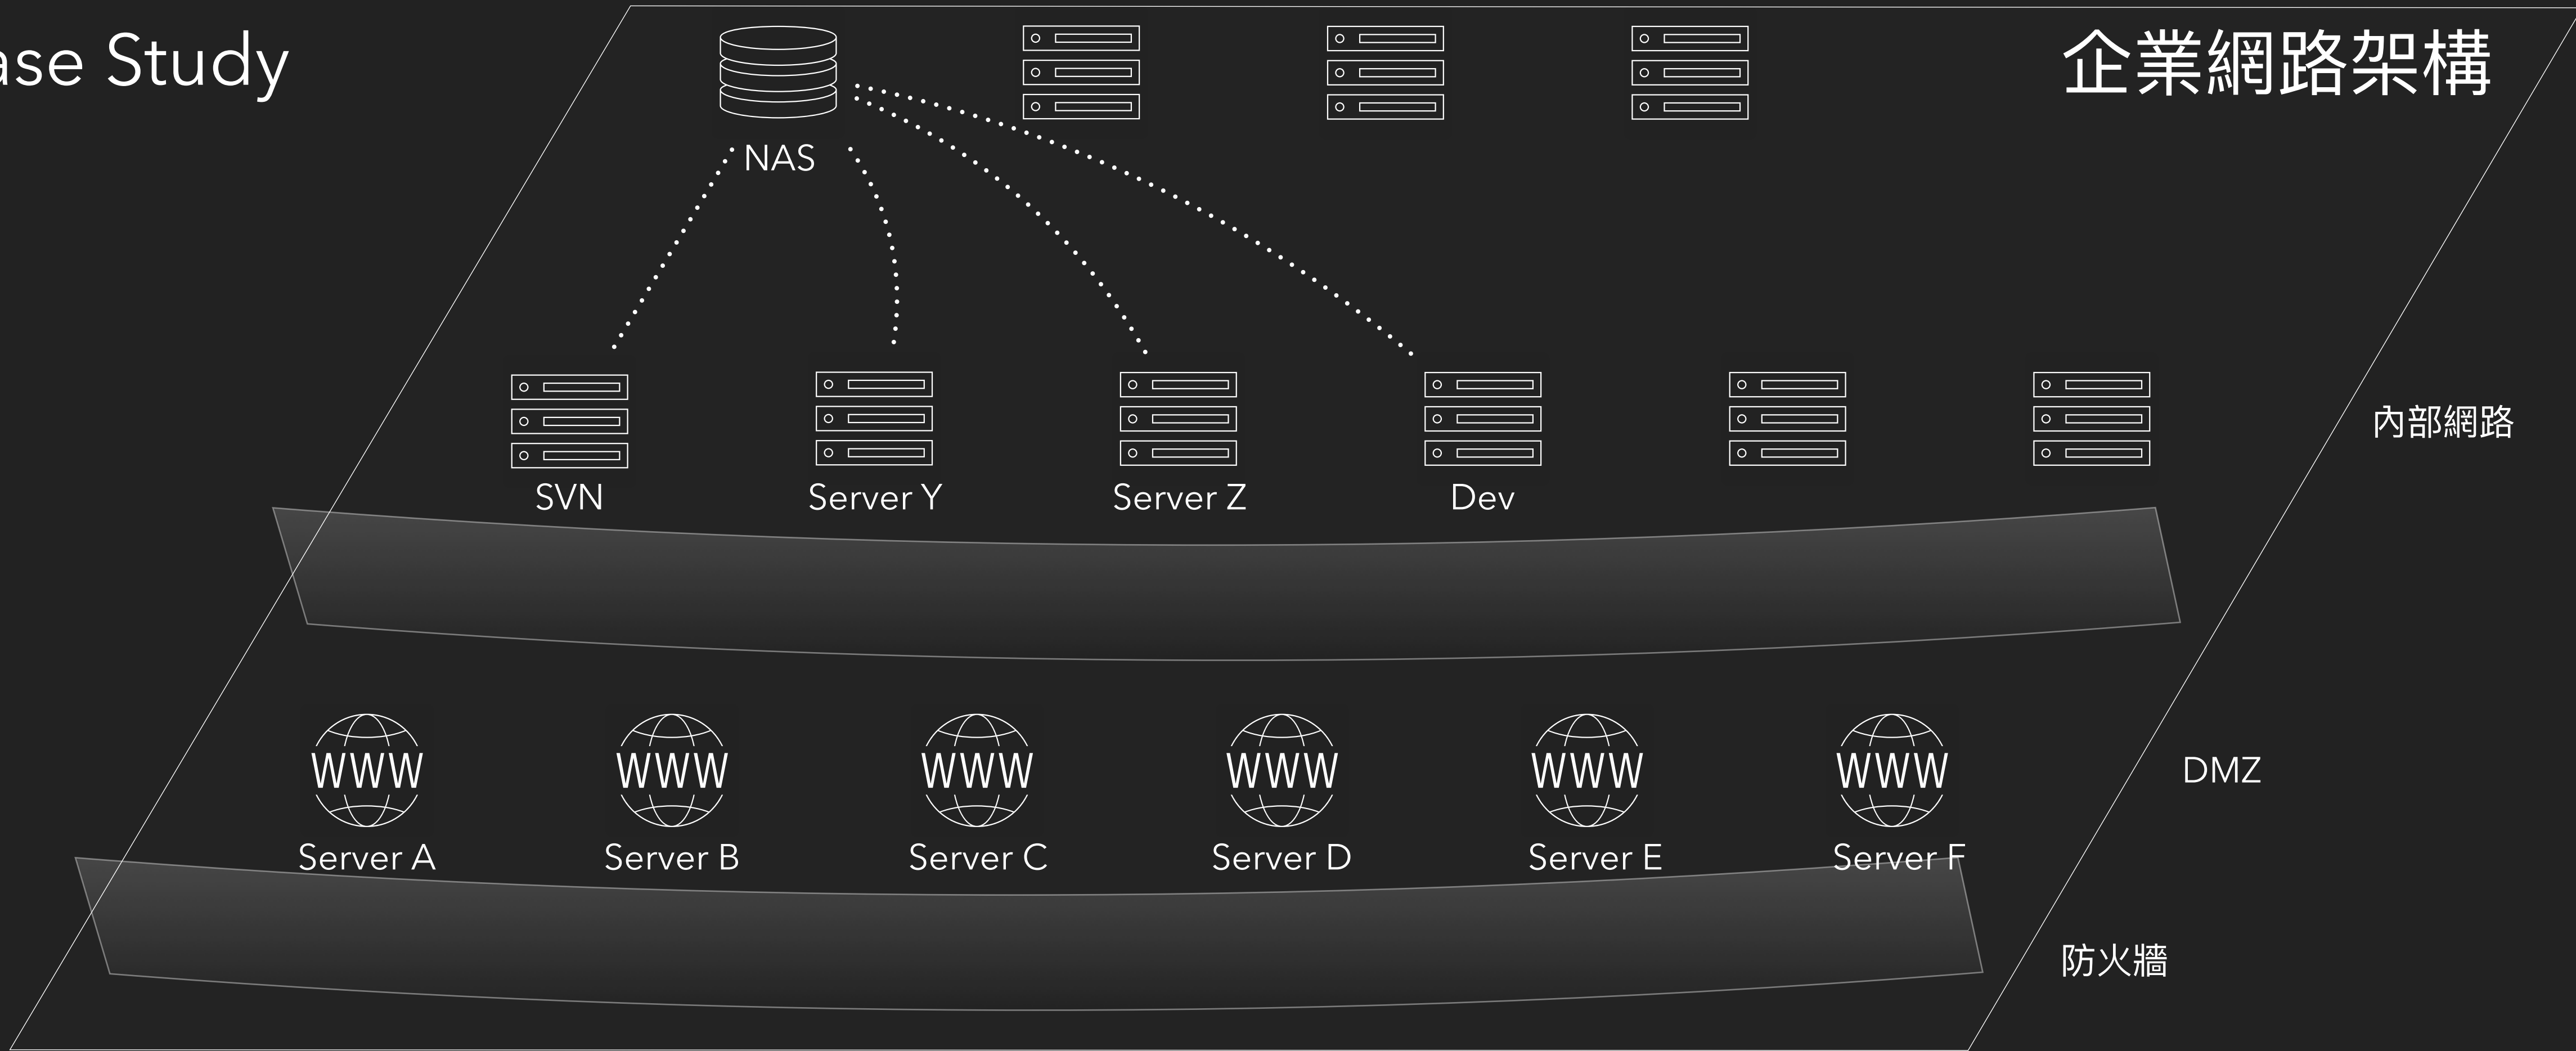 ase Study
企業網路架構
NAS
內部網路
SVN
Server Y
Server Z
Dev
WWW
WWW
WWW
WWW
WWW
WWW
DMZ
Server A
Server B
Server C
Server D
Server E
Server F
防火牆